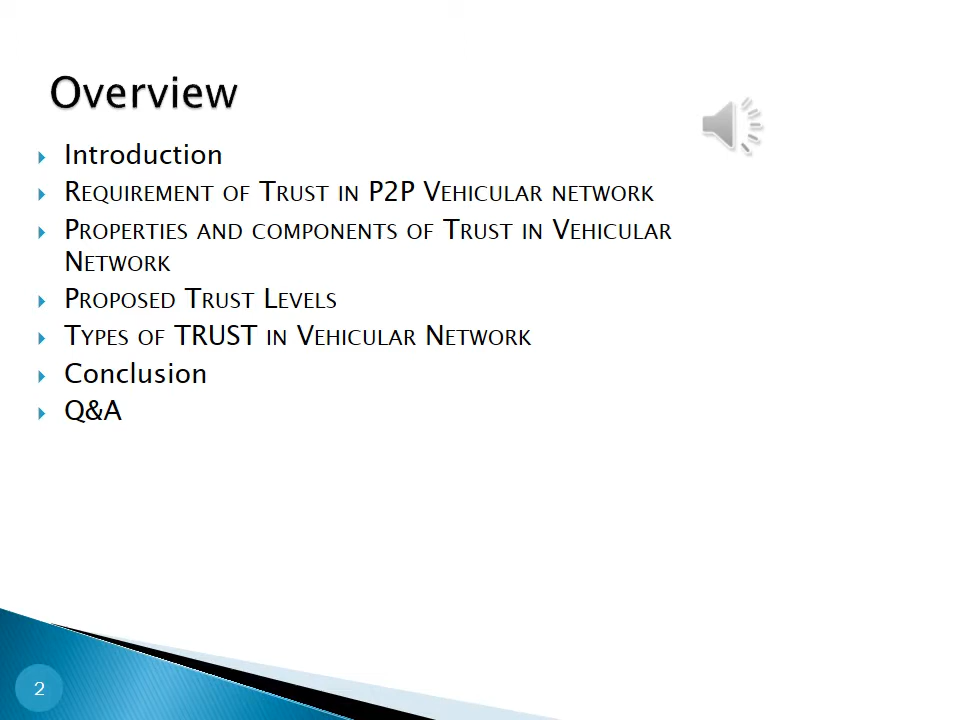 Overview
Introduction
Requirement of Trust in P2P Vehicular network
Properties and components of Trust in Vehicular
Network
Proposed Trust Levels
Types of TRUST in Vehicular Network
Conclusion
Q&A
2